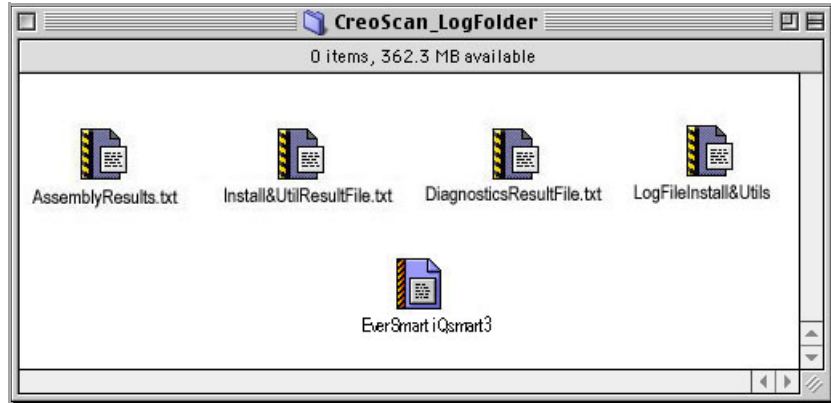 CreoScan_LogFolder
0 items, 362.3 MB available
AssemblyResults.txt
Install&UtilResultFile.txt
DiagnosticsResultFile.txt
LogFileInstall&Utils
EverSmart iQsmart3